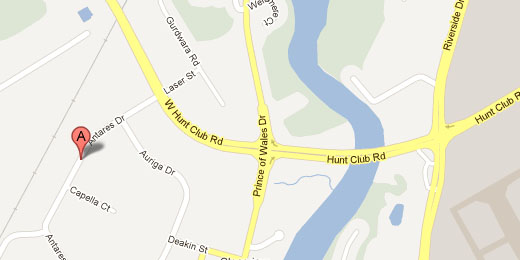 Gurdwara Rd
Riverside D
Laser St
Antares Dr
W Hunt Club Rd
Prince of Wales Dr
Hunt Club Rd
Hunt Club Rd
A
Auriga Dr
Capella Ct
Antares
Deakin St